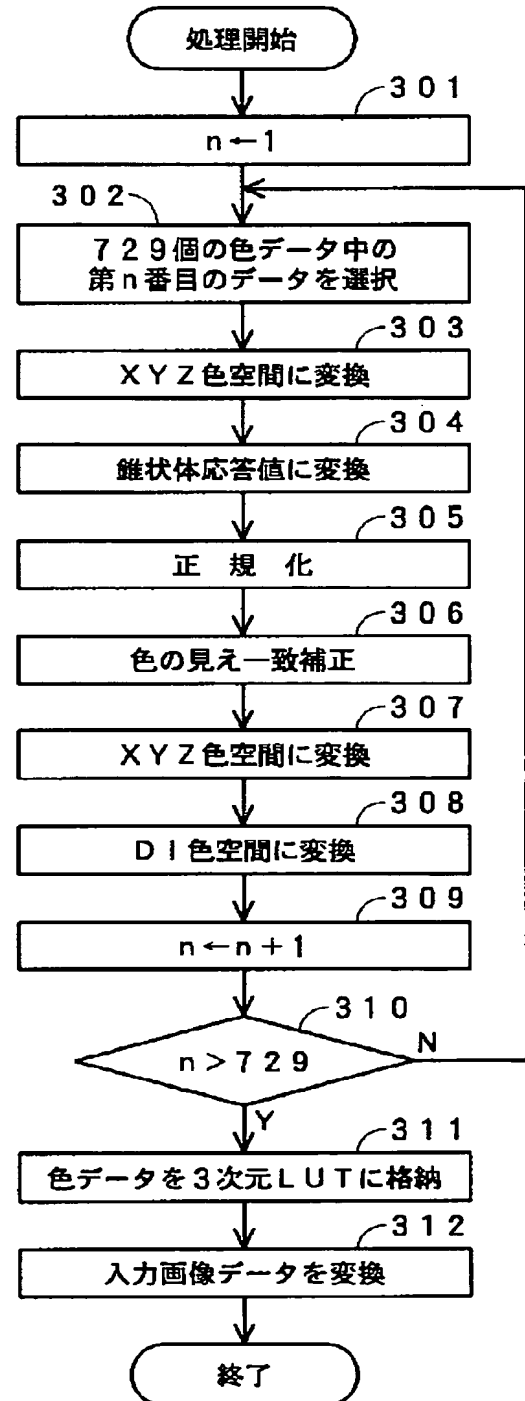 処理開始
301
n←1
302
729個の色データ中の
第n番目のデータを選択
303
XYZ色空間に変換
304
錐状体応答値に変換
305
正規化
306
色の見え一致補正
307
XYZ色空間に変換
308
DI色空間に変換
309
n←n+1
310
n>729
N
Y
311
色データを3次元LUTに格納
312
入力画像データを変換
終了